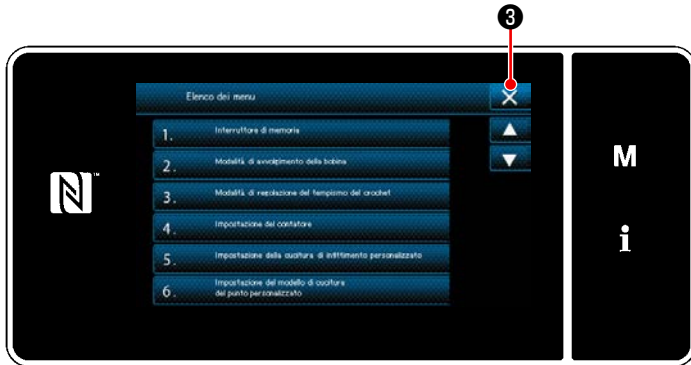 ❸
Elenco dei menu
1. Interruttore di memoria
2. Modalità di avvolgimento della bobina
3. Modalità di regolazione del tempismo del crochet
4. Impostazione del contatore
5. Impostazione della cucitura di infittimento personalizzato
6. Impostazione del modello di cucitura
del punto personalizzato
N™
M
i